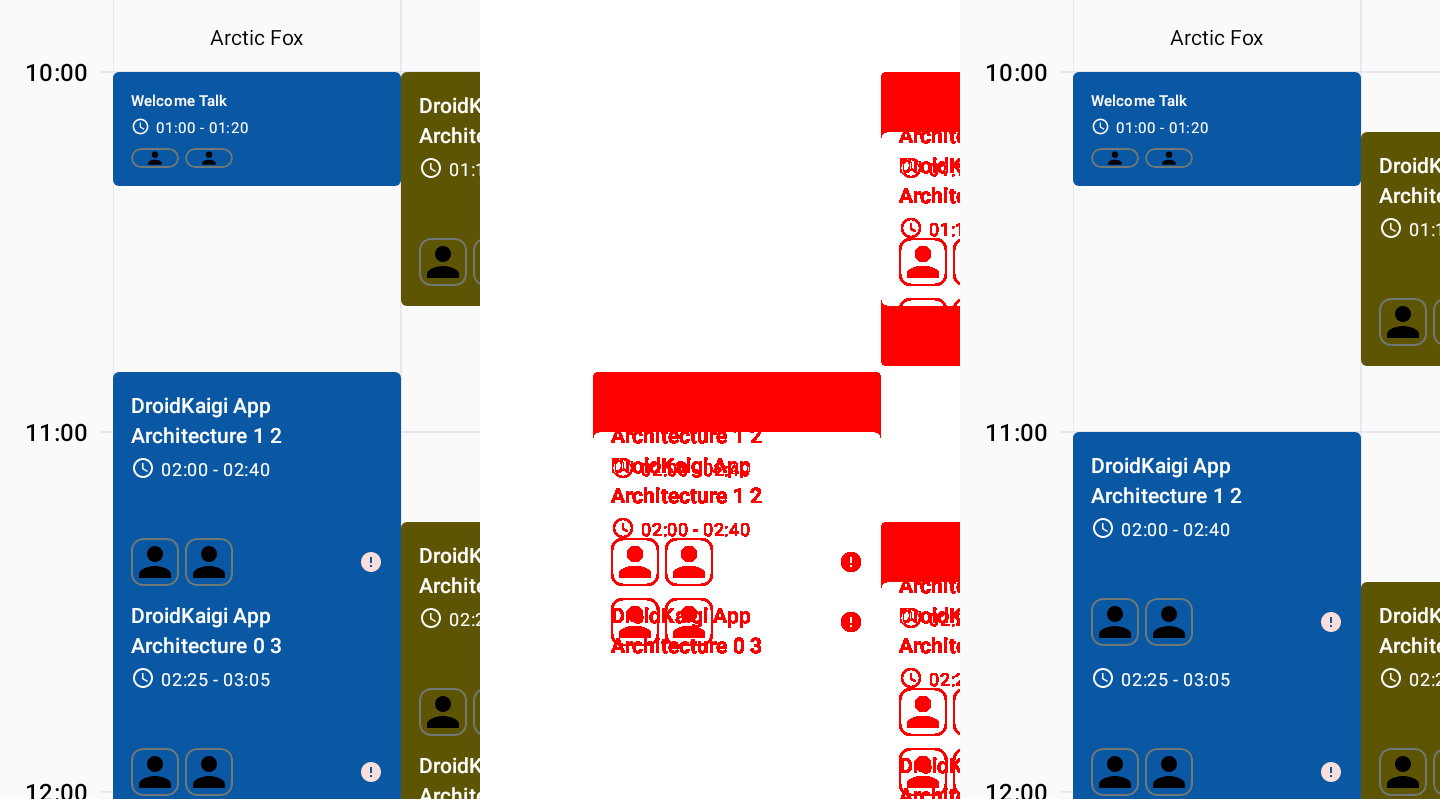 Arctic Fox
10:00
Welcome Talk
01:00 - 01:20
DroidK
Archite
01:1
11:00
DroidKaigi App
Architecture 1 2
02:00 - 02:40
DroidKaigi App
Architecture 0 3
02:25 - 03:05
DroidK
Archite
02:2
DroidK
Archite
12:00
Archite
DroidK
Archite
01:1
Architecture 1 2
DroidKaigi App
Architecture 1 2
02:00 - 02:40
DroidKaigi App
Architecture 0 3
Archite
DroidK
Archite
02:2
DroidK
Archite
Arctic Fox
10:00
Welcome Talk
01:00 - 01:20
DroidK
Archite
01:1
11:00
DroidKaigi App
Architecture 1 2
02:00 - 02:40
02:25 - 03:05
DroidK
Archite
02:2
12:00